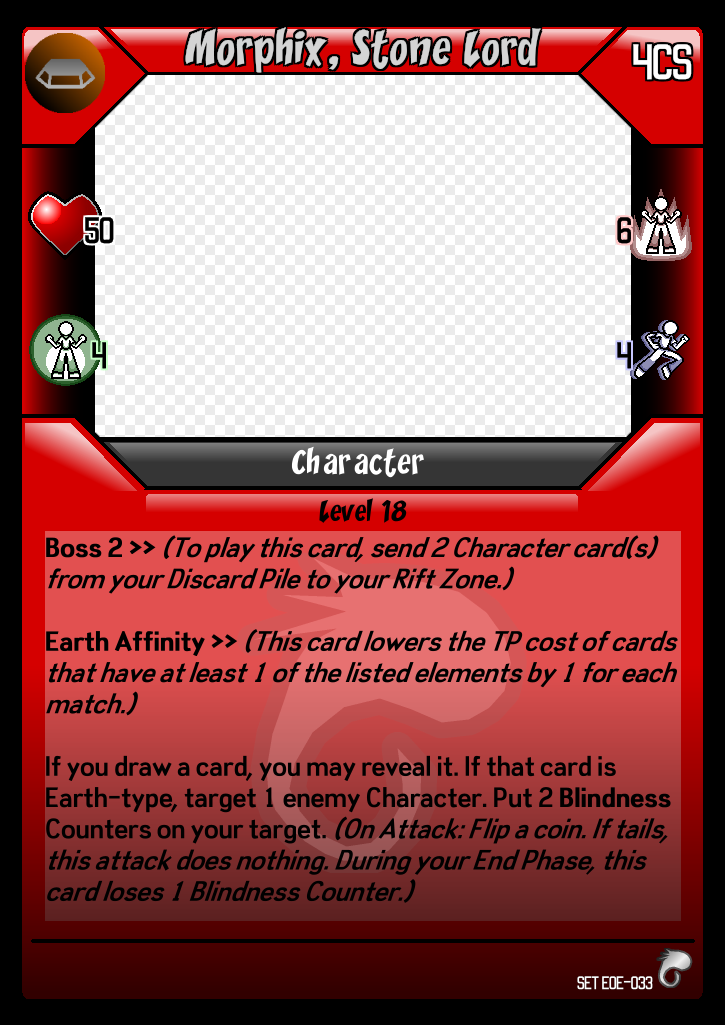 Morphix, Stone Lord
4CS
50
6
4
4
Character
Level 18
Boss 2 >> (To play this card, send 2 Character card(s)
from your Discard Pile to your Rift Zone.)
Earth Affinity >> (This card lowers the TP cost of cards
that have at least 1 of the listed elements by 1 for each
match.)
If you draw a card, you may reveal it. If that card is
Earth-type, target 1 enemy Character. Put 2 Blindness
Counters on your target. (On Attack: Flip a coin. If tails,
this attack does nothing. During your End Phase, this
card loses 1 Blindness Counter.)
SET EOE-033